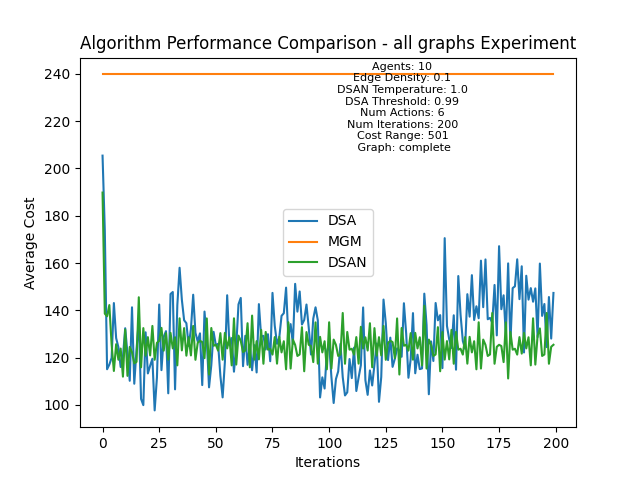 Algorithm Performance Comparison - all graphs Experiment
Agents: 10
Edge Density: 0.1
DSAN Temperature: 1.0
DSA Threshold: 0.99
Num Actions: 6
Num Iterations: 200
Cost Range: 501
Graph: complete
DSA
MGM
DSAN
Average Cost
240
220
200
180
160
140
120
100
0 25 50 75 100 125 150 175 200
Iterations